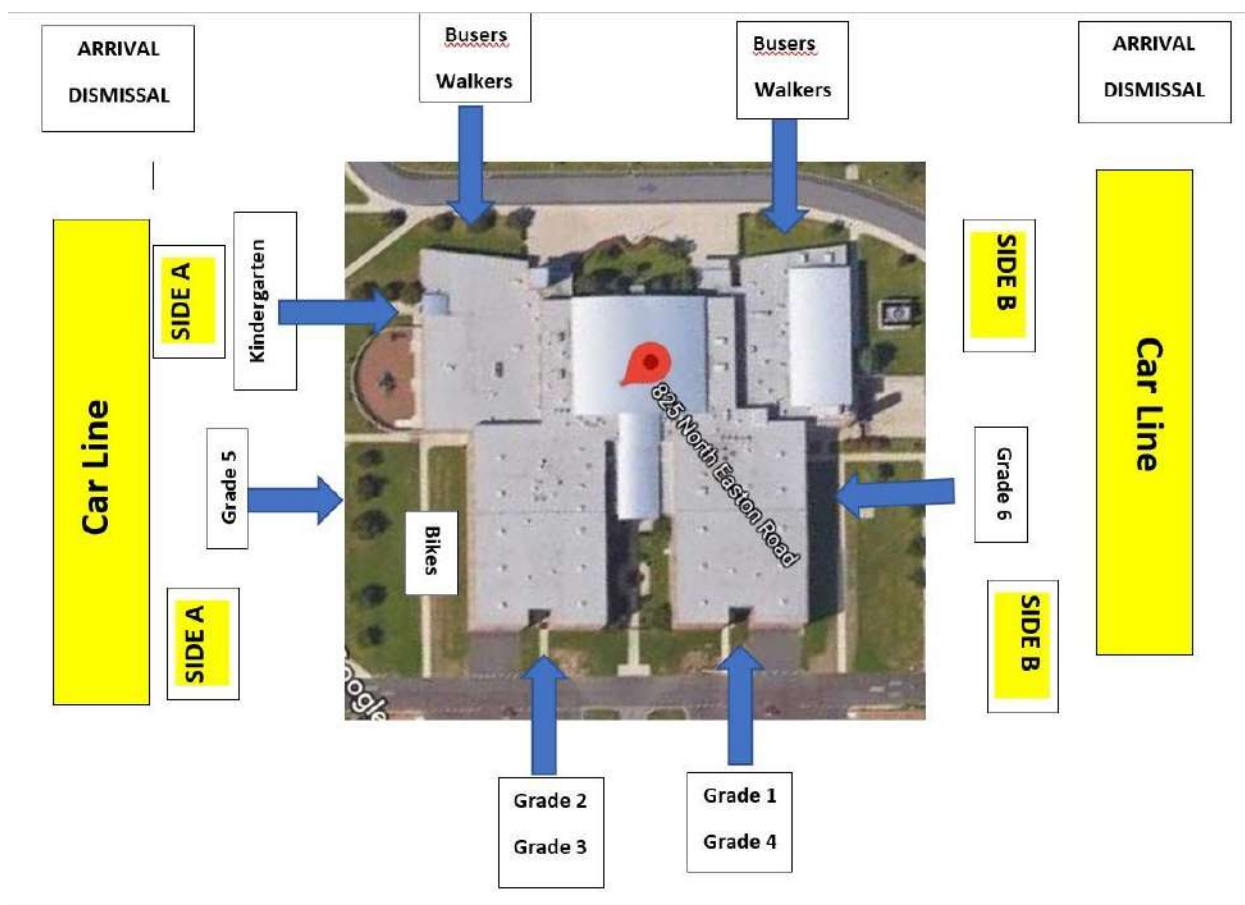 ARRIVAL
DISMISSAL
Busers
Walkers
Busers
Walkers
ARRIVAL
DISMISSAL
Car Line
SIDE A
Kindergarten
SIDE B
Car Line
Grade 5
Bikes
825 North Easton Road
Grade 6
SIDE A
SIDE B
Google
Grade 2
Grade 3
Grade 1
Grade 4